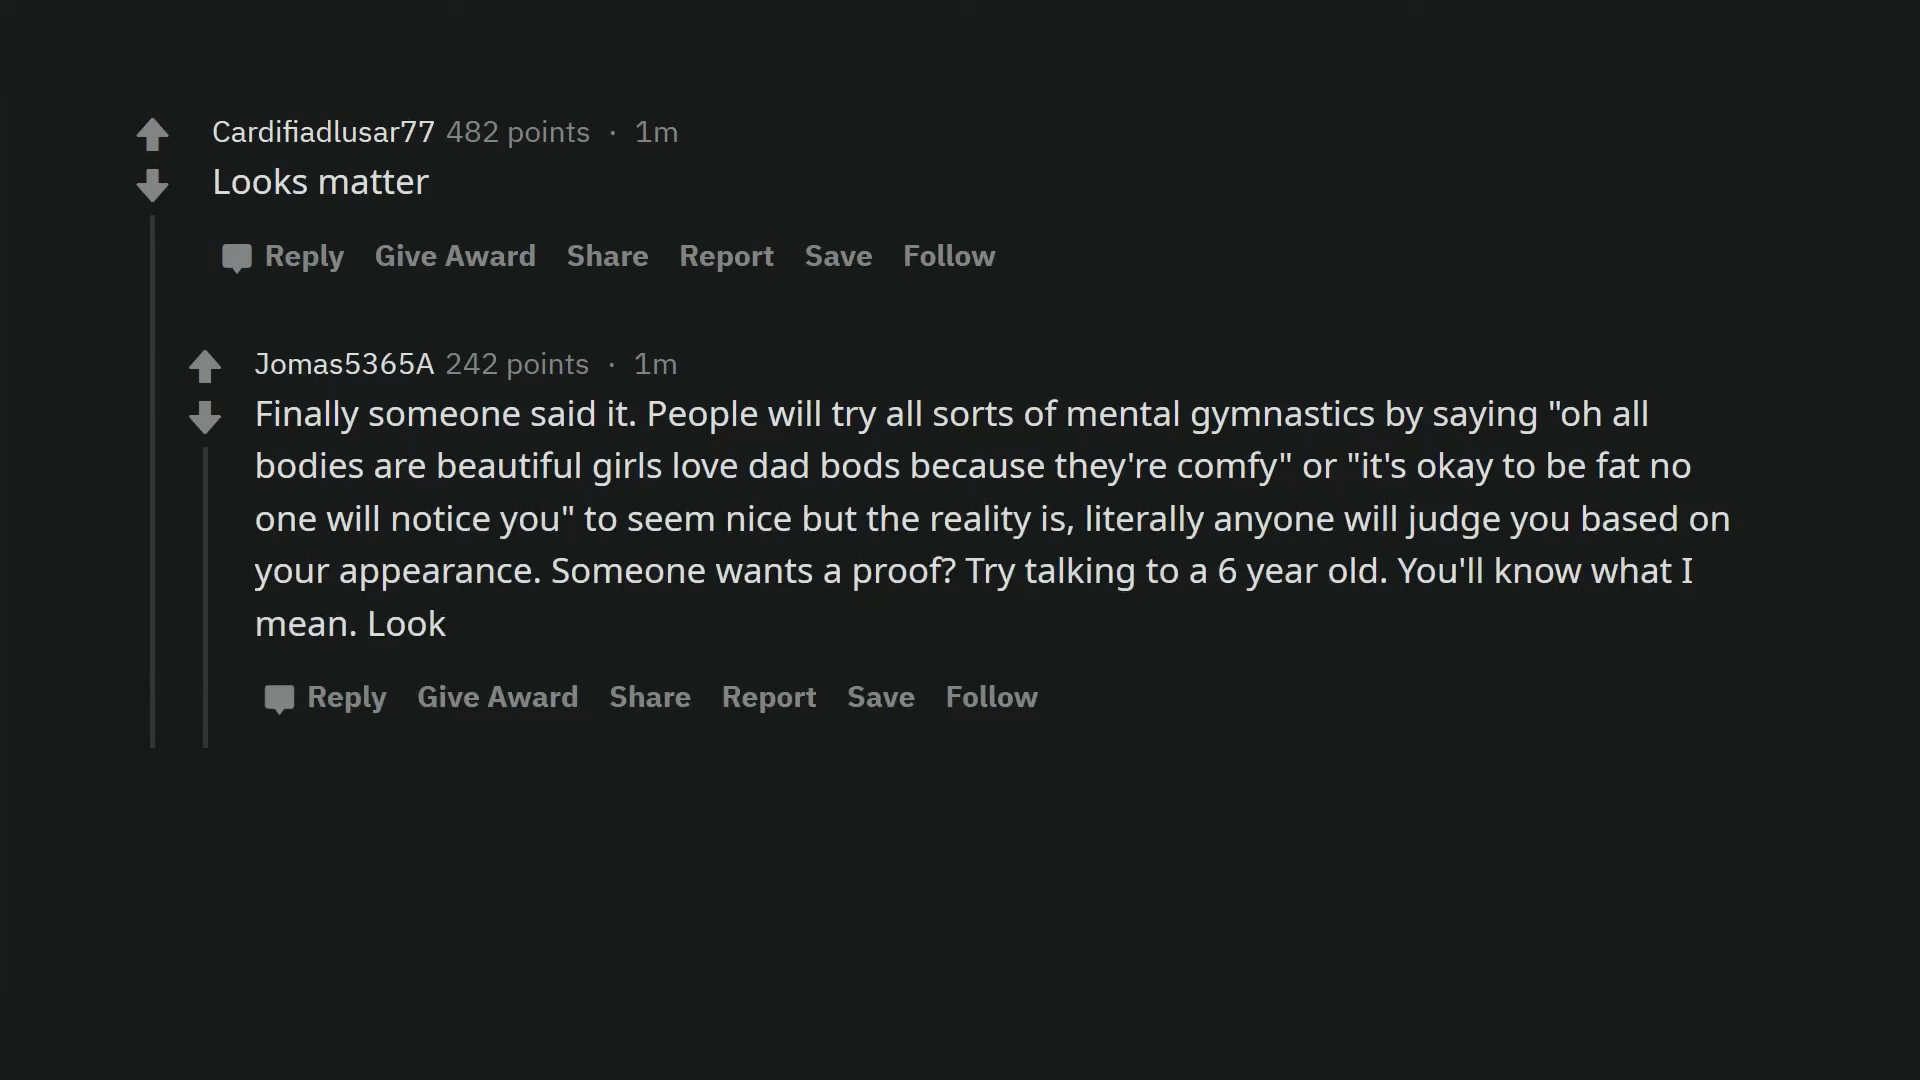 Cardifiadlusar77 482 points · 1m
Looks matter
Reply Give Award Share Report Save Follow
Jomas5365A 242 points · 1m
Finally someone said it. People will try all sorts of mental gymnastics by saying "oh all
bodies are beautiful girls love dad bods because they're comfy" or "it's okay to be fat no
one will notice you" to seem nice but the reality is, literally anyone will judge you based on
your appearance. Someone wants a proof? Try talking to a 6 year old. You'll know what I
mean. Look
Reply Give Award Share Report Save Follow